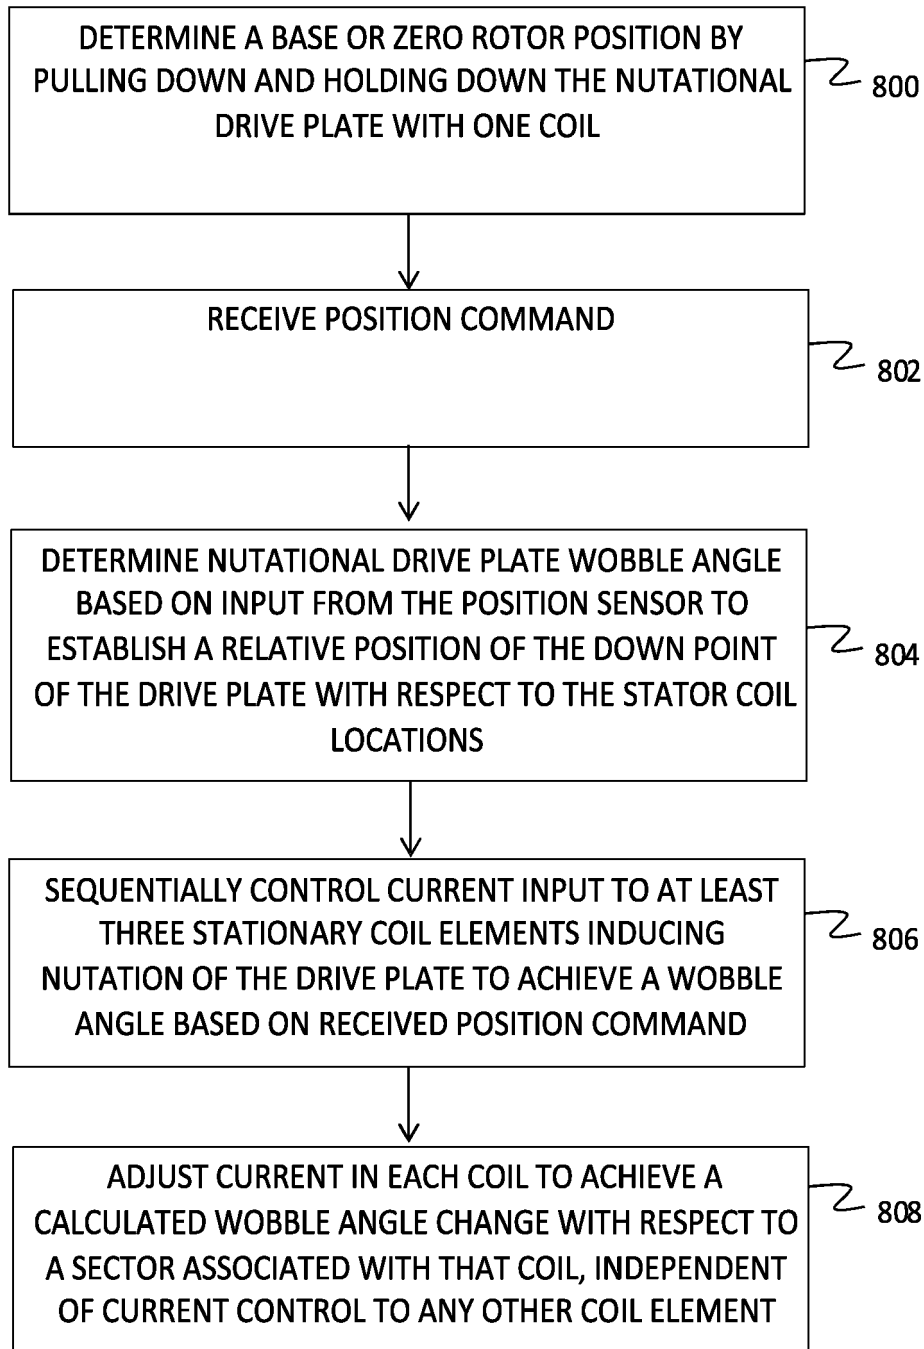 DETERMINE A BASE OR ZERO ROTOR POSITION BY
PULLING DOWN AND HOLDING DOWN THE NUTATIONAL
DRIVE PLATE WITH ONE COIL
800
RECEIVE POSITION COMMAND
802
DETERMINE NUTATIONAL DRIVE PLATE WOBBLE ANGLE
BASED ON INPUT FROM THE POSITION SENSOR TO
ESTABLISH A RELATIVE POSITION OF THE DOWN POINT
OF THE DRIVE PLATE WITH RESPECT TO THE STATOR COIL
LOCATIONS
804
SEQUENTIALLY CONTROL CURRENT INPUT TO AT LEAST
THREE STATIONARY COIL ELEMENTS INDUCING
NUTATION OF THE DRIVE PLATE TO ACHIEVE A WOBBLE
ANGLE BASED ON RECEIVED POSITION COMMAND
806
ADJUST CURRENT IN EACH COIL TO ACHIEVE A
CALCULATED WOBBLE ANGLE CHANGE WITH RESPECT TO
A SECTOR ASSOCIATED WITH THAT COIL, INDEPENDENT
OF CURRENT CONTROL TO ANY OTHER COIL ELEMENT
808